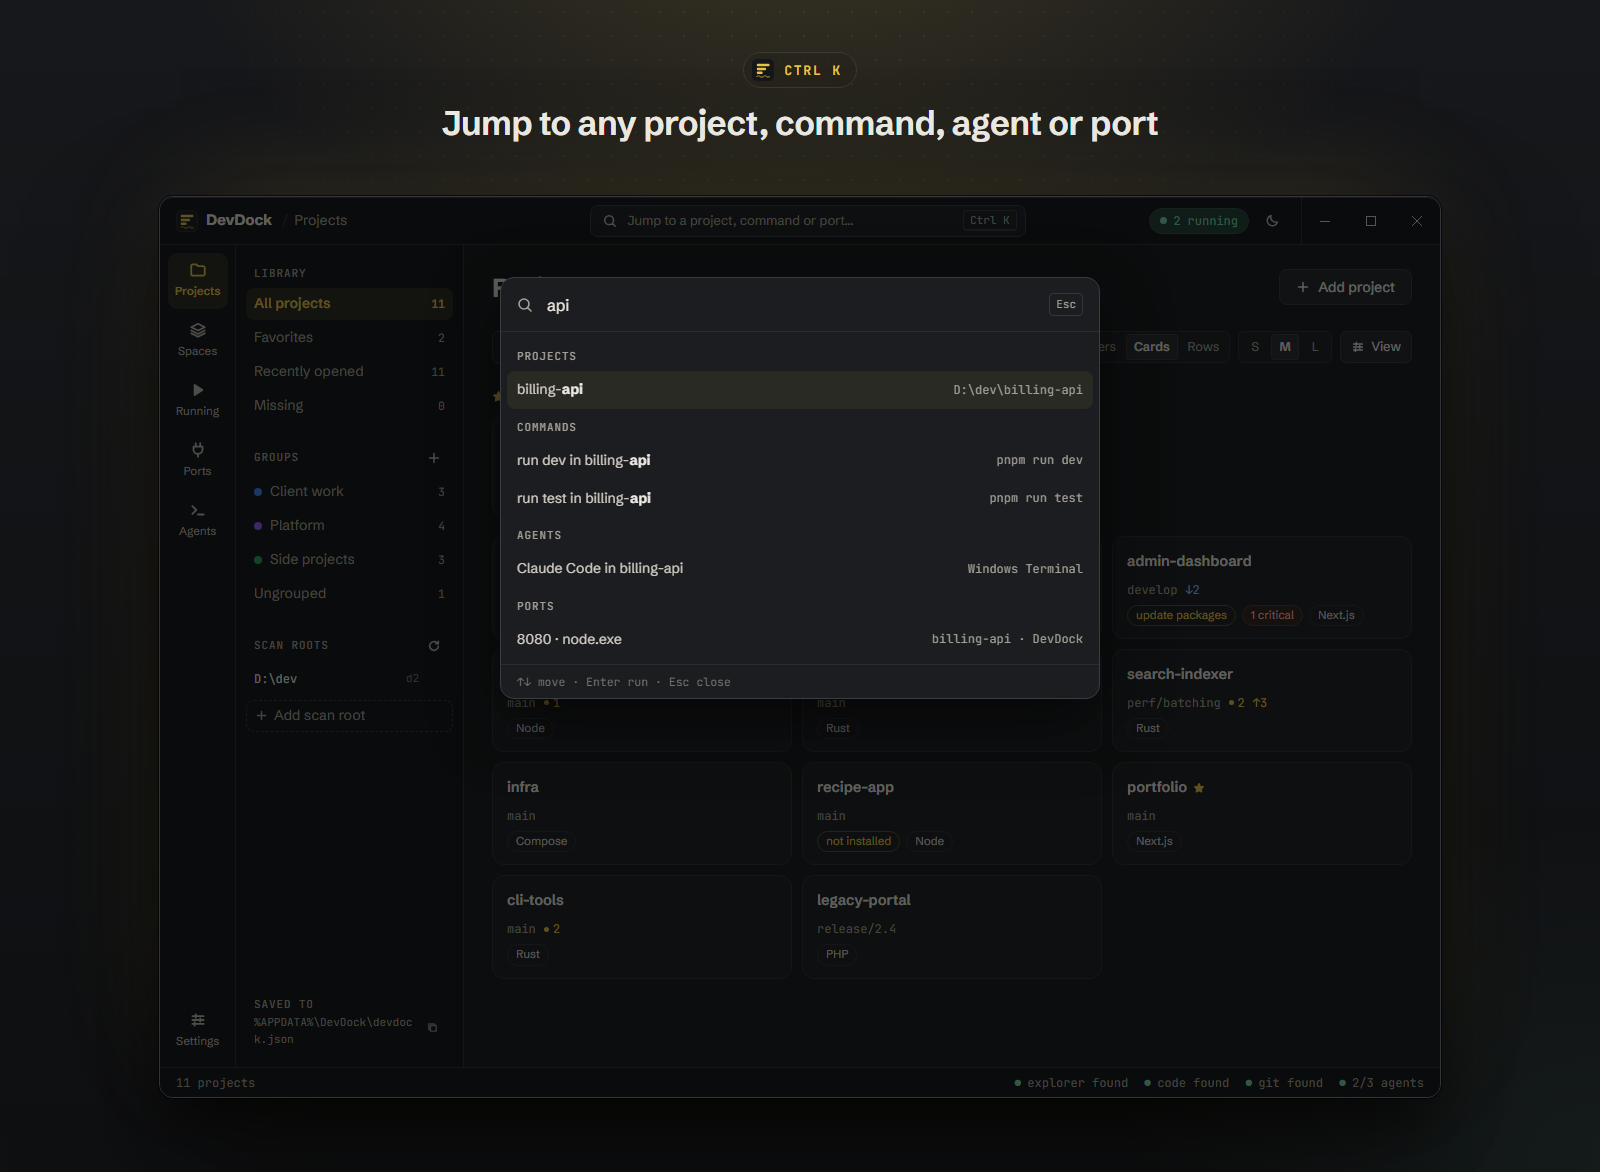 CTRL K
Jump to any project, command, agent or port
DevDock / Projects
Jump to a project, command or port...
Ctrl K
2 running
Projects
Spaces
Running
Ports
Agents
Settings
LIBRARY
All projects 11
Favorites 2
Recently opened 11
Missing 0
GROUPS
Client work 3
Platform 4
Side projects 3
Ungrouped 1
SCAN ROOTS
D:\dev d2
+ Add scan root
SAVED TO
%APPDATA%\DevDock\devdoc
k.json
+ Add project
Cards Rows
S M L
View
api
Esc
PROJECTS
billing-api D:\dev\billing-api
COMMANDS
run dev in billing-api pnpm run dev
run test in billing-api pnpm run test
AGENTS
Claude Code in billing-api Windows Terminal
PORTS
8080 · node.exe billing-api · DevDock
↑↓ move · Enter run · Esc close
admin-dashboard
develop ↓2
update packages 1 critical Next.js
main • 1
Node
main
Rust
search-indexer
perf/batching • 2 ↑3
Rust
infra
main
Compose
recipe-app
main
not installed Node
portfolio
main
Next.js
cli-tools
main • 2
Rust
legacy-portal
release/2.4
PHP
11 projects
explorer found
code found
git found
2/3 agents